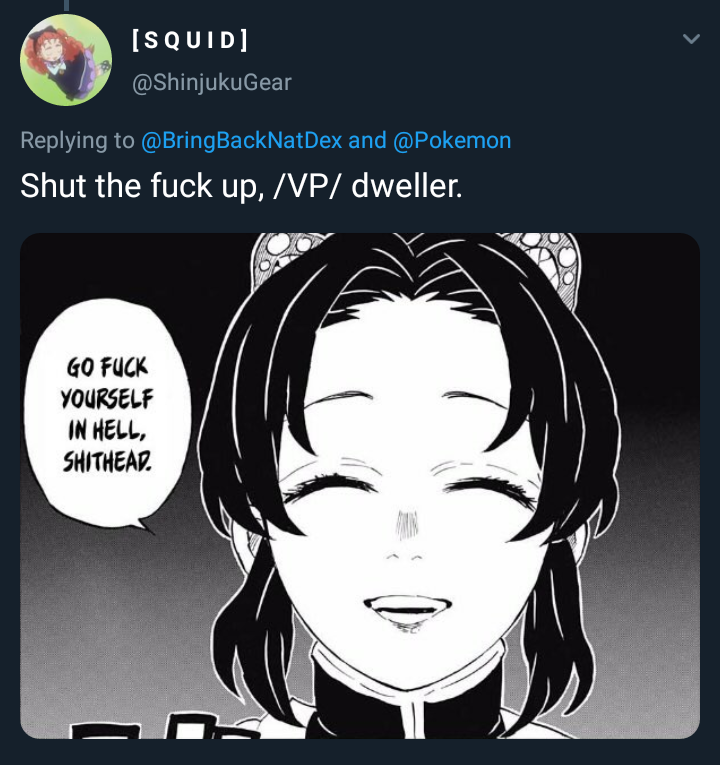 [SQUID]
@ShinjukuGear
Replying to @BringBackNatDex and @Pokemon
Shut the fuck up, /VP/ dweller.
GO FUCK
YOURSELF
IN HELL,
SHITHEAD.